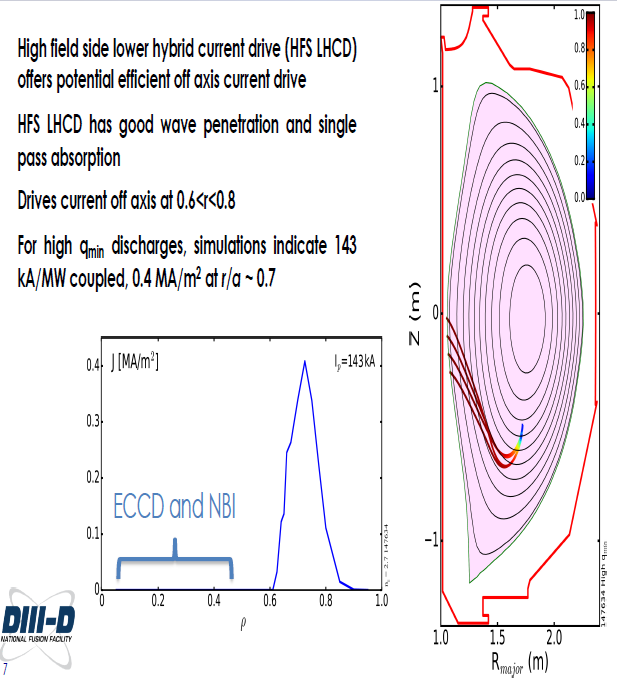 High field side lower hybrid current drive (HFS LHCD)
offers potential efficient off axis current drive
HFS LHCD has good wave penetration and single
pass absorption
Drives current off axis at 0.6<r<0.8
For high qmin discharges, simulations indicate 143
kA/MW coupled, 0.4 MA/m² at r/a ~ 0.7
J [MA/m²]
Ip=143kA
0.4
0.3
0.2
0.1
0
ECCD and NBI
0
0.2
0.4
0.6
0.8
1.0
ρ
n∥ = 2.7 147634
1.0
0.8
0.6
0.4
0.2
0.0
Z (m)
1
0
−1
1.0
1.5
2.0
Rmajor (m)
147634 High qmin
DIII-D
NATIONAL FUSION FACILITY
7